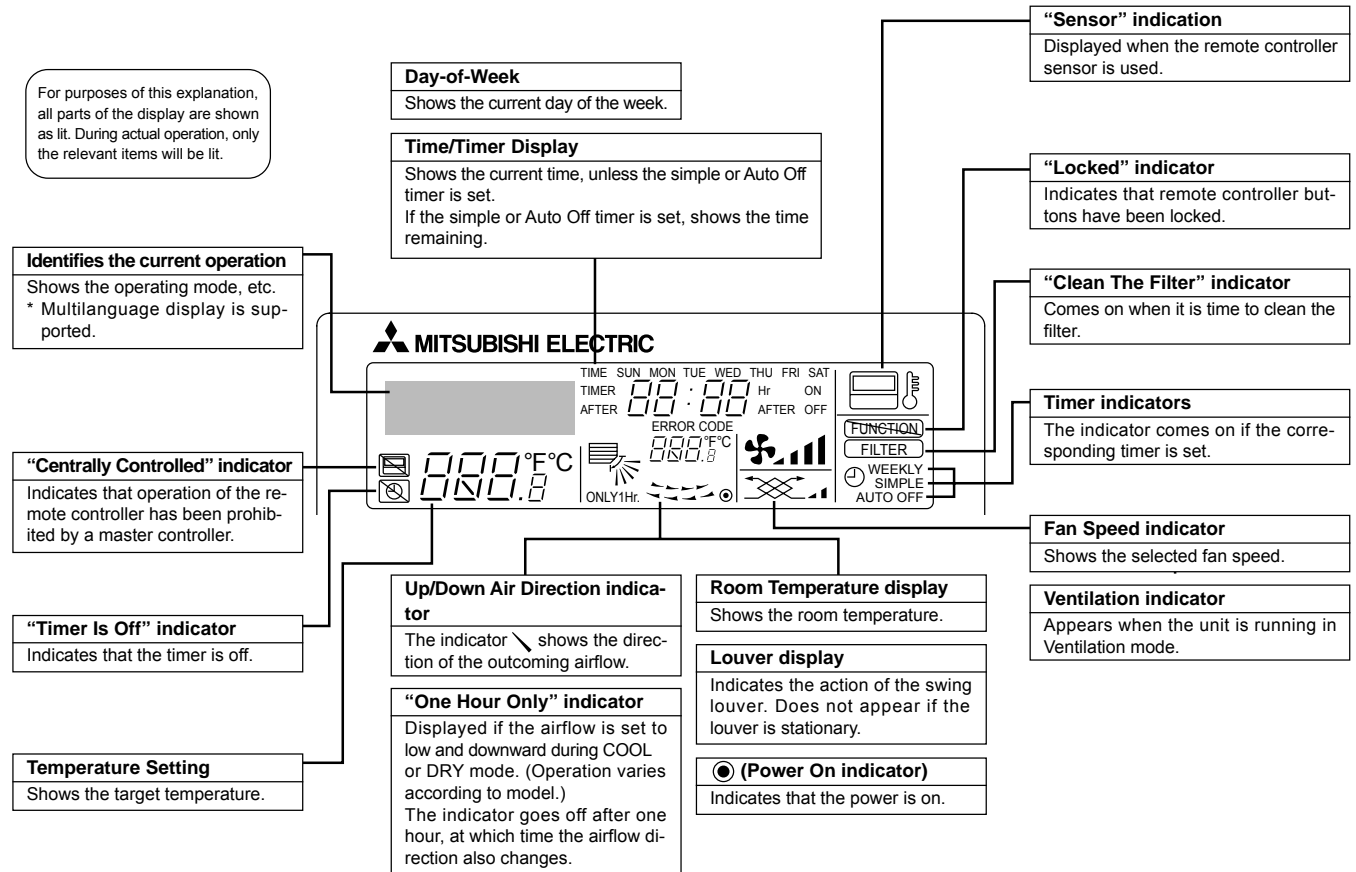 For purposes of this explanation,
all parts of the display are shown
as lit. During actual operation, only
the relevant items will be lit.
Day-of-Week
Shows the current day of the week.
Time/Timer Display
Shows the current time, unless the simple or Auto Off
timer is set.
If the simple or Auto Off timer is set, shows the time
remaining.
“Sensor” indication
Displayed when the remote controller
sensor is used.
“Locked” indicator
Indicates that remote controller but-
tons have been locked.
“Clean The Filter” indicator
Comes on when it is time to clean the
filter.
Timer indicators
The indicator comes on if the corre-
sponding timer is set.
Fan Speed indicator
Shows the selected fan speed.
Ventilation indicator
Appears when the unit is running in
Ventilation mode.
Identifies the current operation
Shows the operating mode, etc.
* Multilanguage display is sup-
ported.
“Centrally Controlled” indicator
Indicates that operation of the re-
mote controller has been prohib-
ited by a master controller.
“Timer Is Off” indicator
Indicates that the timer is off.
Temperature Setting
Shows the target temperature.
MITSUBISHI ELECTRIC
TIME SUN MON TUE WED THU FRI SAT
TIMER 88:88 Hr ON
AFTER AFTER OFF
ERROR CODE
888.8 °F°C
888.8 °F°C
ONLY1Hr.
FUNCTION
FILTER
WEEKLY
SIMPLE
AUTO OFF
Up/Down Air Direction indica-
tor
The indicator shows the direc-
tion of the outcoming airflow.
“One Hour Only” indicator
Displayed if the airflow is set to
low and downward during COOL
or DRY mode. (Operation varies
according to model.)
The indicator goes off after one
hour, at which time the airflow di-
rection also changes.
Room Temperature display
Shows the room temperature.
Louver display
Indicates the action of the swing
louver. Does not appear if the
louver is stationary.
(Power On indicator)
Indicates that the power is on.